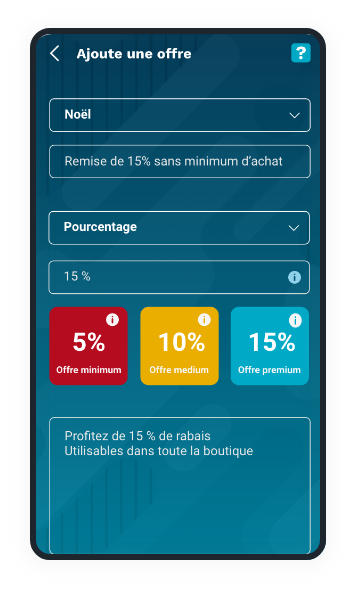 Ajoute une offre
?
Noël
Remise de 15% sans minimum d'achat
Pourcentage
15 %
i
i
i
i
5%
10%
15%
Offre minimum
Offre medium
Offre premium
Profitez de 15 % de rabais
Utilisables dans toute la boutique